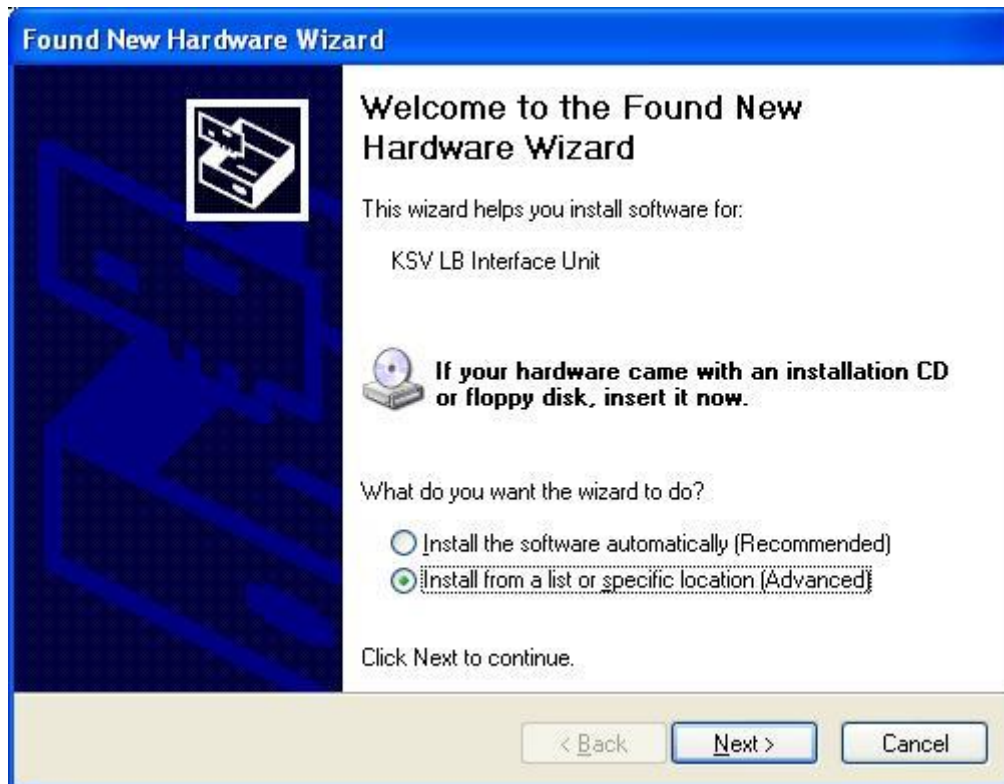 Found New Hardware Wizard
Welcome to the Found New
Hardware Wizard
This wizard helps you install software for:
KSV LB Interface Unit
If your hardware came with an installation CD
or floppy disk, insert it now.
What do you want the wizard to do?
Install the software automatically (Recommended)
Install from a list or specific location (Advanced)
Click Next to continue.
< Back Next > Cancel